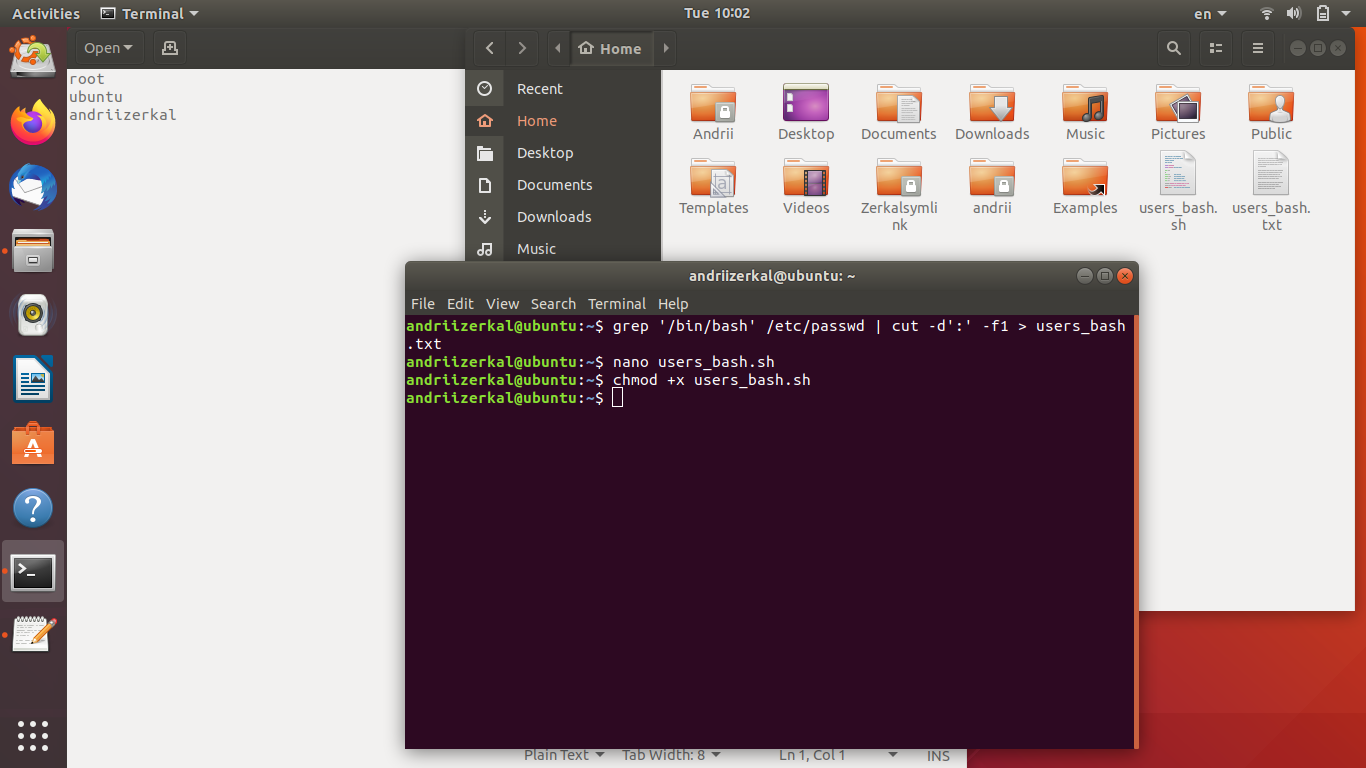 Activities Terminal Tue 10:02 en
Open Home
root
ubuntu
andriizerkal
Recent
Home
Desktop
Documents
Downloads
Music
Andrii Desktop Documents Downloads Music Pictures Public
Templates Videos Zerkalsymli andrii Examples users_bash. users_bash.
nk sh txt
andriizerkal@ubuntu: ~
File Edit View Search Terminal Help
andriizerkal@ubuntu:~$ grep '/bin/bash' /etc/passwd | cut -d':' -f1 > users_bash
.txt
andriizerkal@ubuntu:~$ nano users_bash.sh
andriizerkal@ubuntu:~$ chmod +x users_bash.sh
andriizerkal@ubuntu:~$
Plain Text Tab Width: 8 Ln 1, Col 1 INS